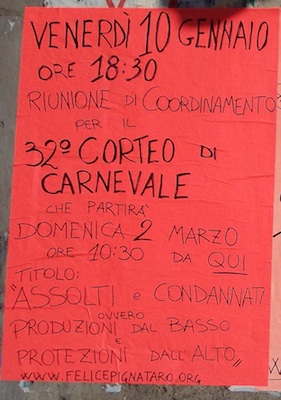 VENERDÌ 10 GENNAIO
ORE 18:30
RIUNIONE DI COORDINAMENTO
PER IL
32º CORTEO DI
CARNEVALE
CHE PARTIRÀ
DOMENICA 2 MARZO
ORE 10:30 DA QUI
TITOLO:
"ASSOLTI e CONDANNATI
OVVERO
PRODUZIONI DAL BASSO
E
PROTEZIONI DALL'ALTO"
WWW.FELICEPIGNATARO.ORG